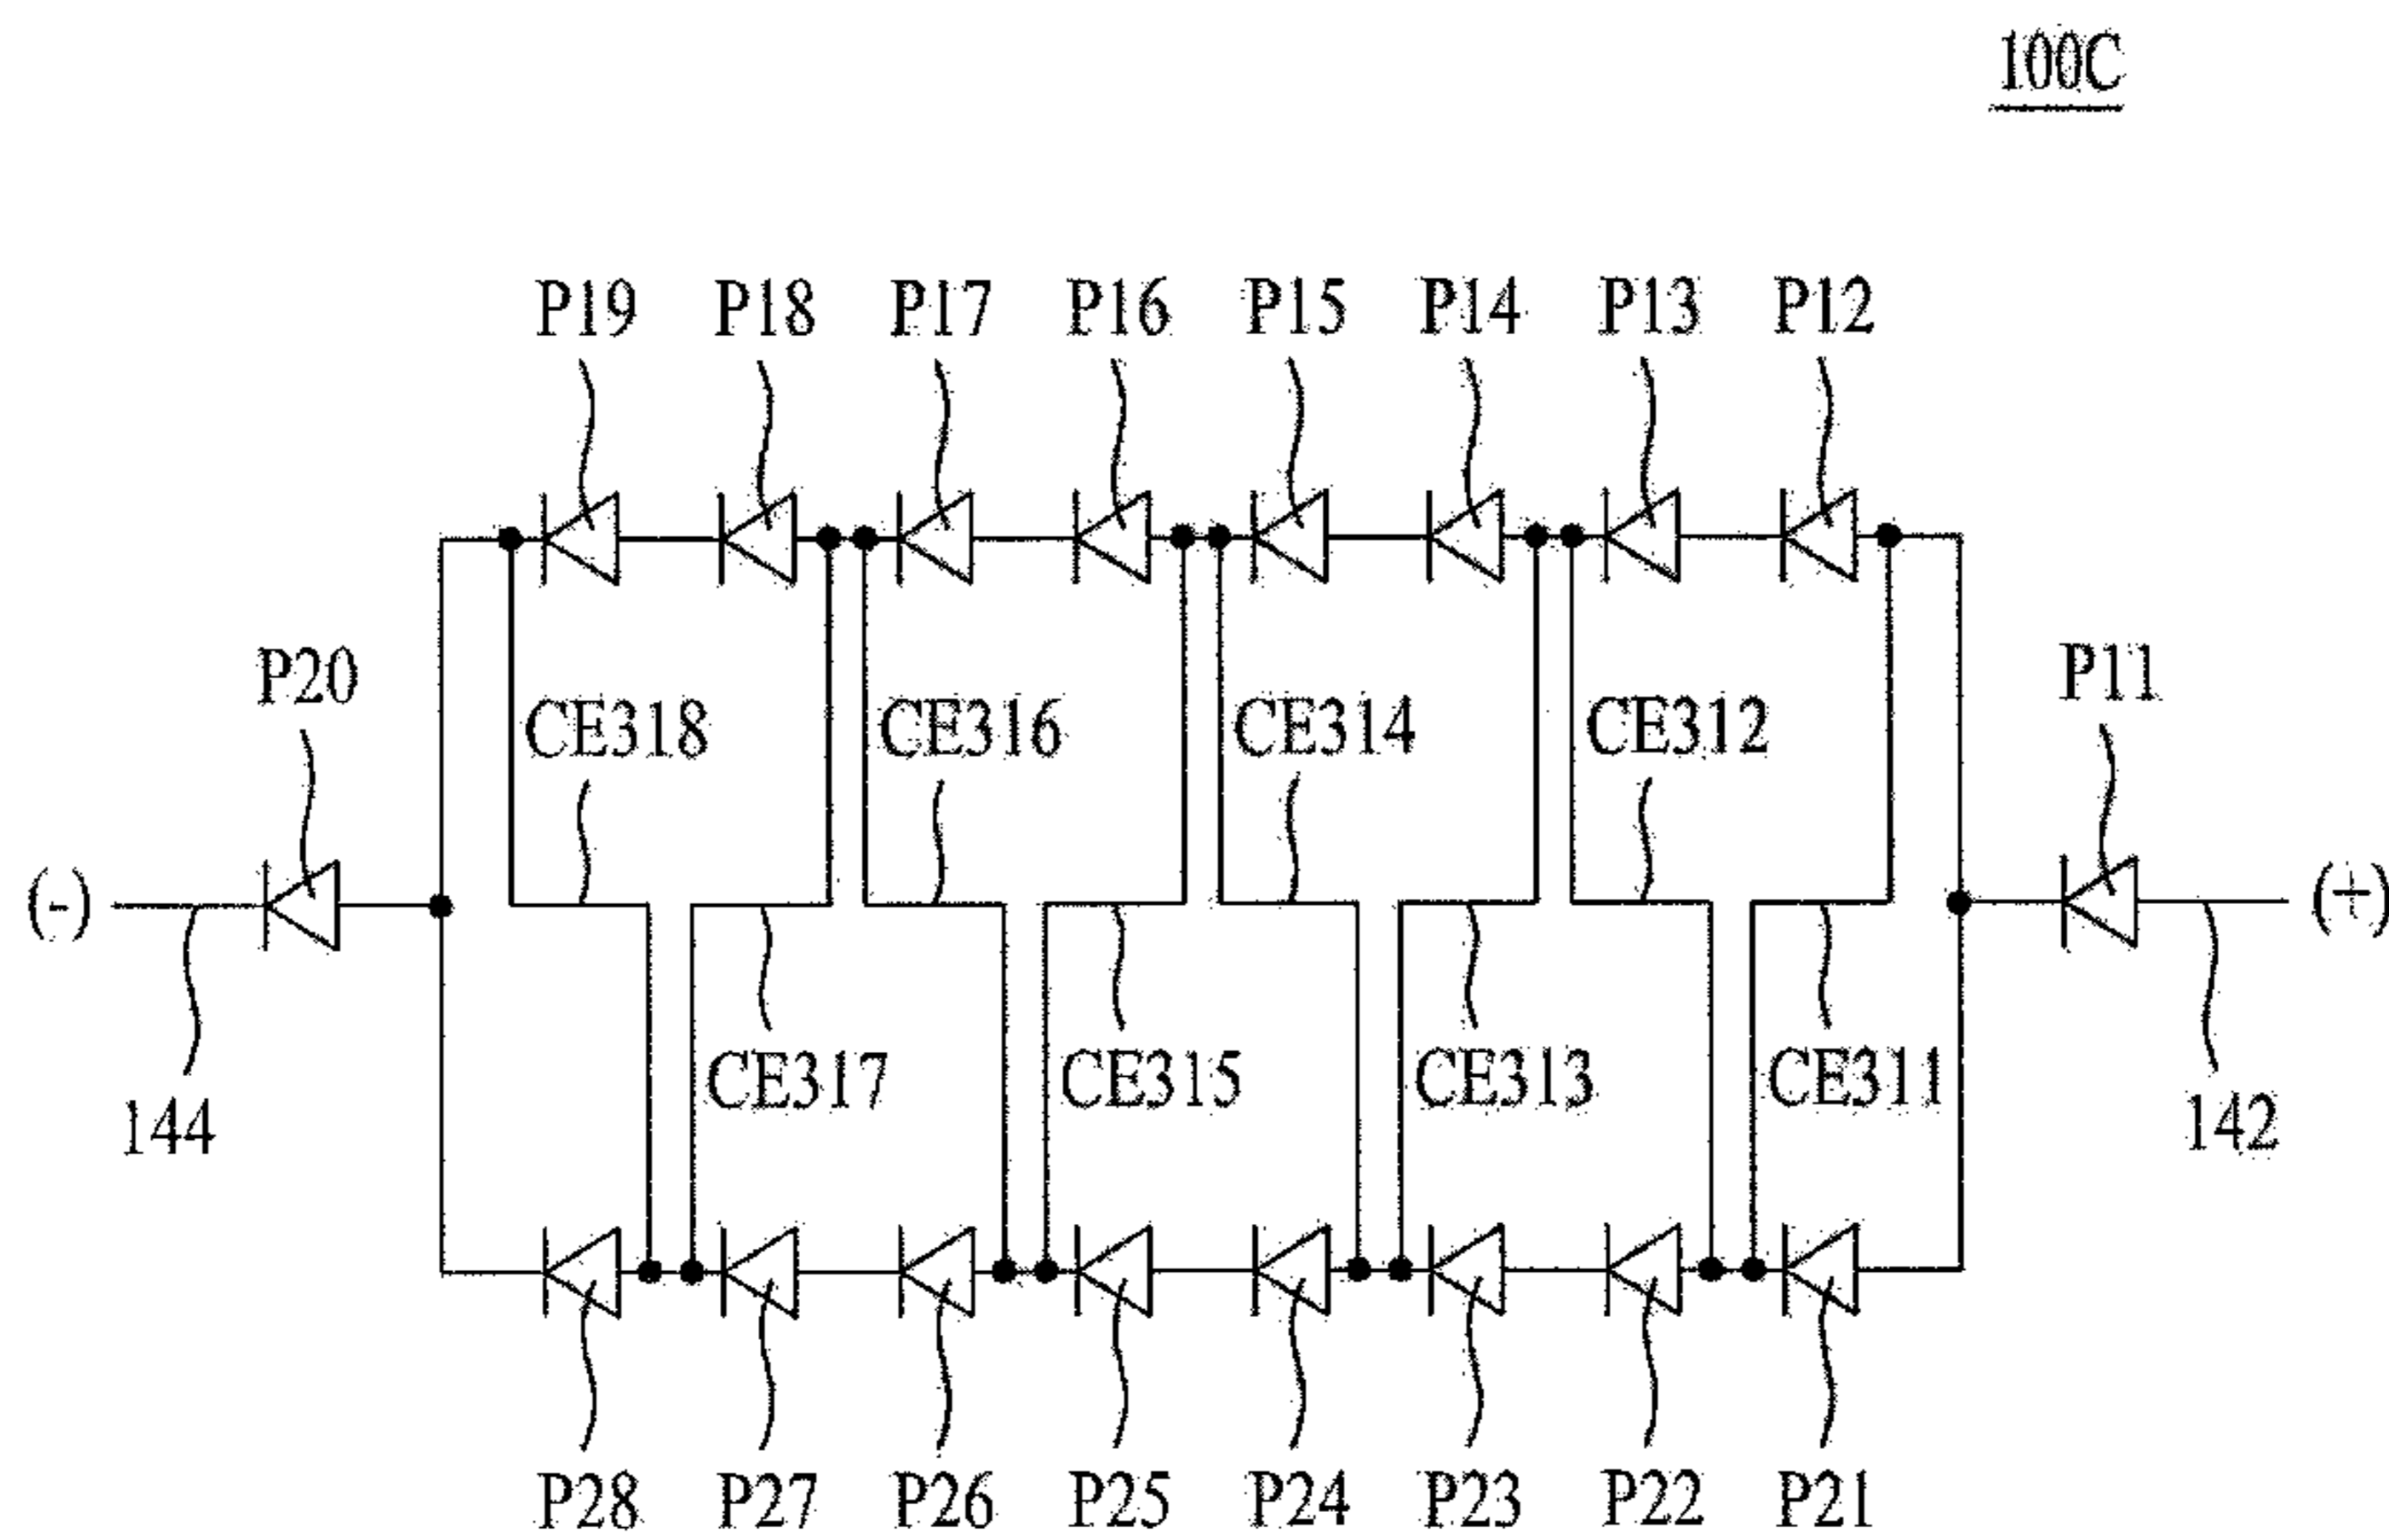 100C
P19 P18 P17 P16 P15 P14 P13 P12
P20 P11
CE318 CE316 CE314 CE312
(-) (+)
CE317 CE315 CE313 CE311
144 142
P28 P27 P26 P25 P24 P23 P22 P21